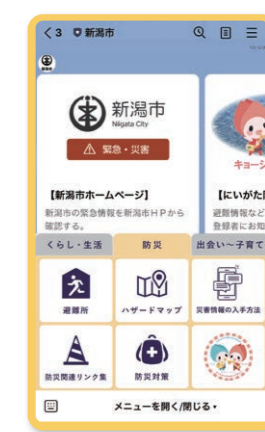 3 新潟市
新潟市
Niigata City
緊急・災害
キョージ
【新潟市ホームページ】
新潟市の緊急情報を新潟市HPから
確認する。
【にいがた
避難情報など
登録者にお知
くらし・生活
防災
出会い～子育て
避難所
ハザードマップ
災害情報の入手方法
防災関連リンク集
防災対策
メニューを開く/閉じる